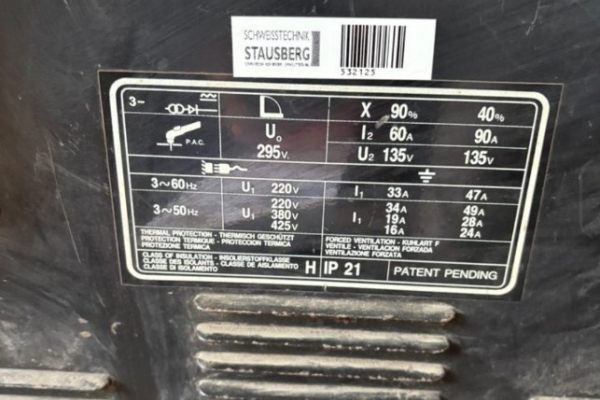 SCHWEISSTECHNIK
STAUSBERG
532125
3~
X 90% 40%
P.A.C.
U₀
295V.
I₂ 60A 90A
U₂ 135V 135V
3~60Hz U₁ 220V I₁ 33A 47A
3~50Hz U₁ 220V 380V 425V I₁ 34A 19A 16A 49A 28A 24A
THERMAL PROTECTION - THERMISCH GESCHÜTZT
PROTECTION TERMIQUE - PROTECCION TERMICA
PROTEZIONE TERMICA
FORCED VENTILATION - KUHLART F
VENTILE - VENTILACION FORZADA
VENTILAZIONE FORZATA
CLASS OF INSULATION - INSOLIERSTOFFKLASSE
CLASSE DES ISOLANTS - CLASSE DE AISLAMIENTO
CLASSE DI ISOLAMENTO
H IP 21
PATENT PENDING